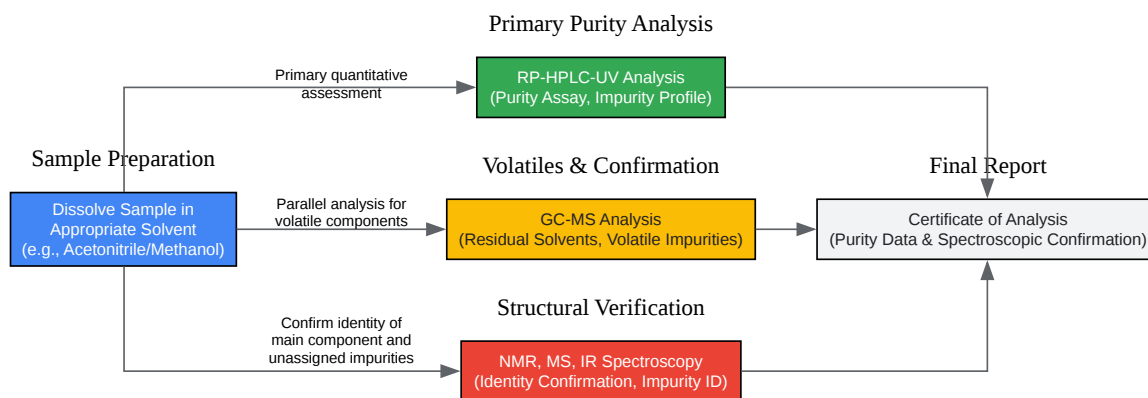 Primary Purity Analysis
Primary quantitative
assessment
RP-HPLC-UV Analysis
(Purity Assay, Impurity Profile)
Sample Preparation
Volatiles & Confirmation
Final Report
Dissolve Sample in
Appropriate Solvent
(e.g., Acetonitrile/Methanol)
Parallel analysis for
volatile components
GC-MS Analysis
(Residual Solvents, Volatile Impurities)
Certificate of Analysis
(Purity Data & Spectroscopic Confirmation)
Structural Verification
Confirm identity of
main component and
unassigned impurities
NMR, MS, IR Spectroscopy
(Identity Confirmation, Impurity ID)